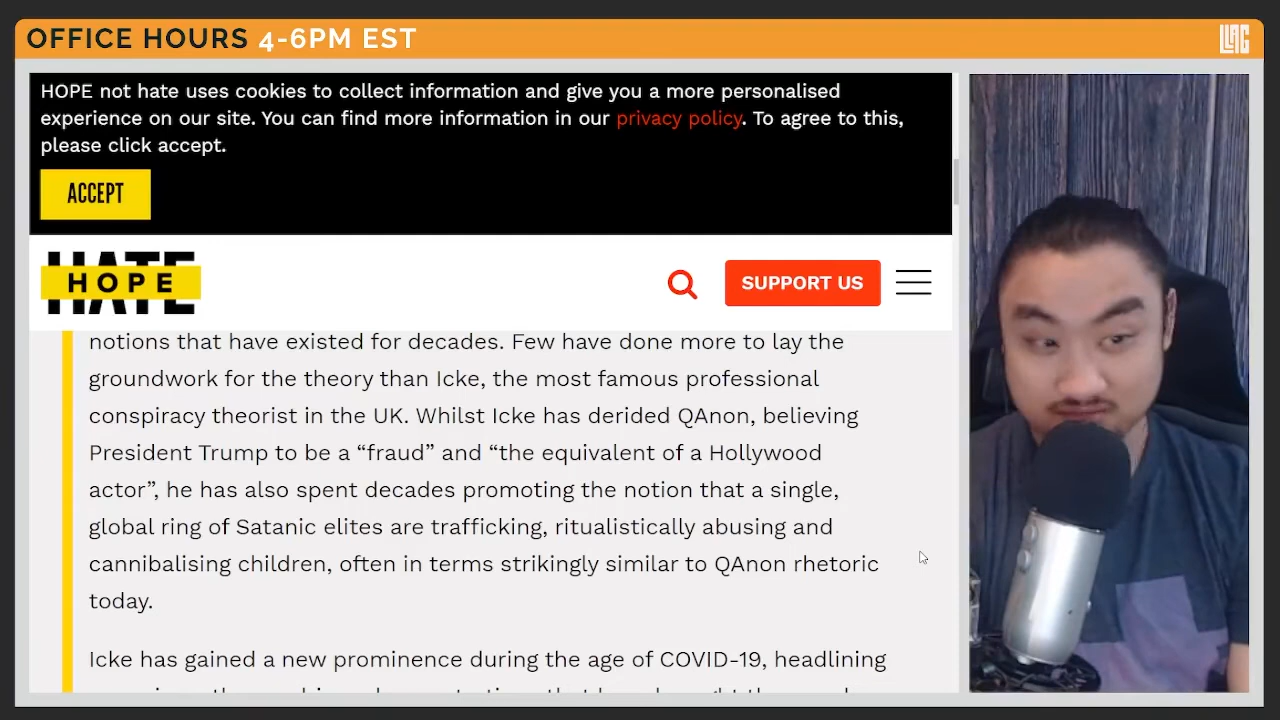 OFFICE HOURS 4-6PM EST
LLAG
HOPE not hate uses cookies to collect information and give you a more personalised
experience on our site. You can find more information in our privacy policy. To agree to this,
please click accept.
ACCEPT
HATE
HOPE
SUPPORT US
notions that have existed for decades. Few have done more to lay the
groundwork for the theory than Icke, the most famous professional
conspiracy theorist in the UK. Whilst Icke has derided QAnon, believing
President Trump to be a “fraud” and “the equivalent of a Hollywood
actor”, he has also spent decades promoting the notion that a single,
global ring of Satanic elites are trafficking, ritualistically abusing and
cannibalising children, often in terms strikingly similar to QAnon rhetoric
today.
Icke has gained a new prominence during the age of COVID-19, headlining